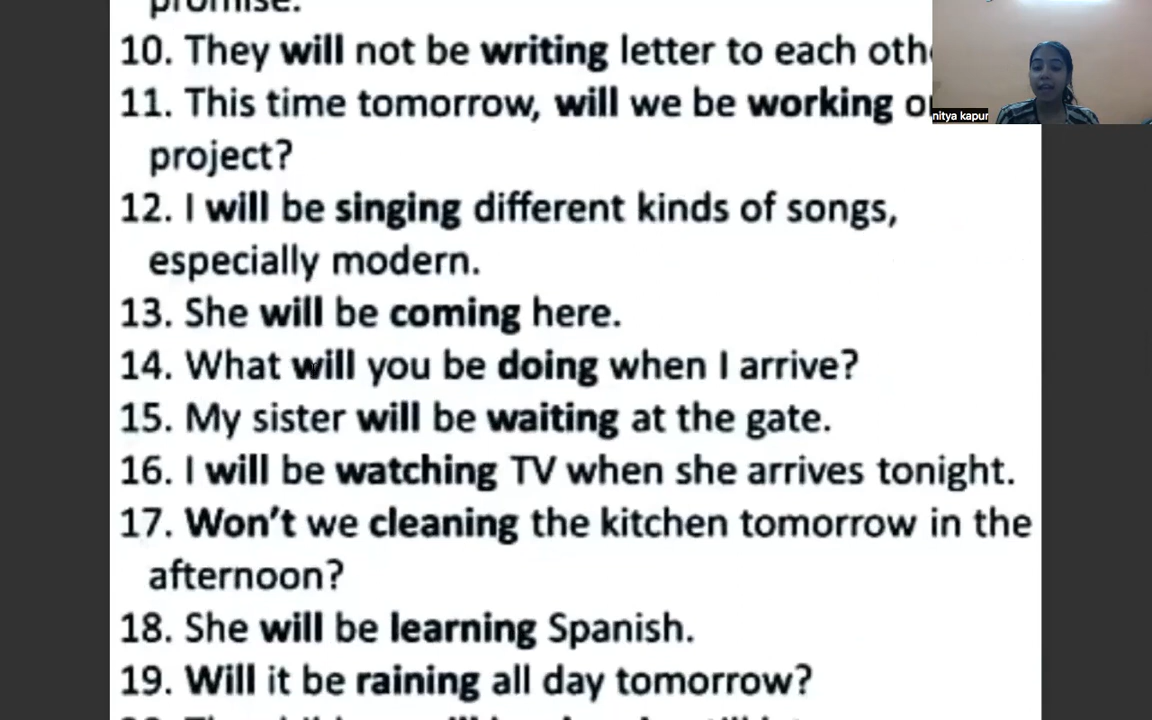 promise.
10. They will not be writing letter to each
11. This time tomorrow, will we be working
project?
12. I will be singing different kinds of songs,
especially modern.
13. She will be coming here.
14. What will you be doing when I arrive?
15. My sister will be waiting at the gate.
16. I will be watching TV when she arrives tonight.
17. Won't we cleaning the kitchen tomorrow in the
afternoon?
18. She will be learning Spanish.
19. Will it be raining all day tomorrow?
nitya kapur